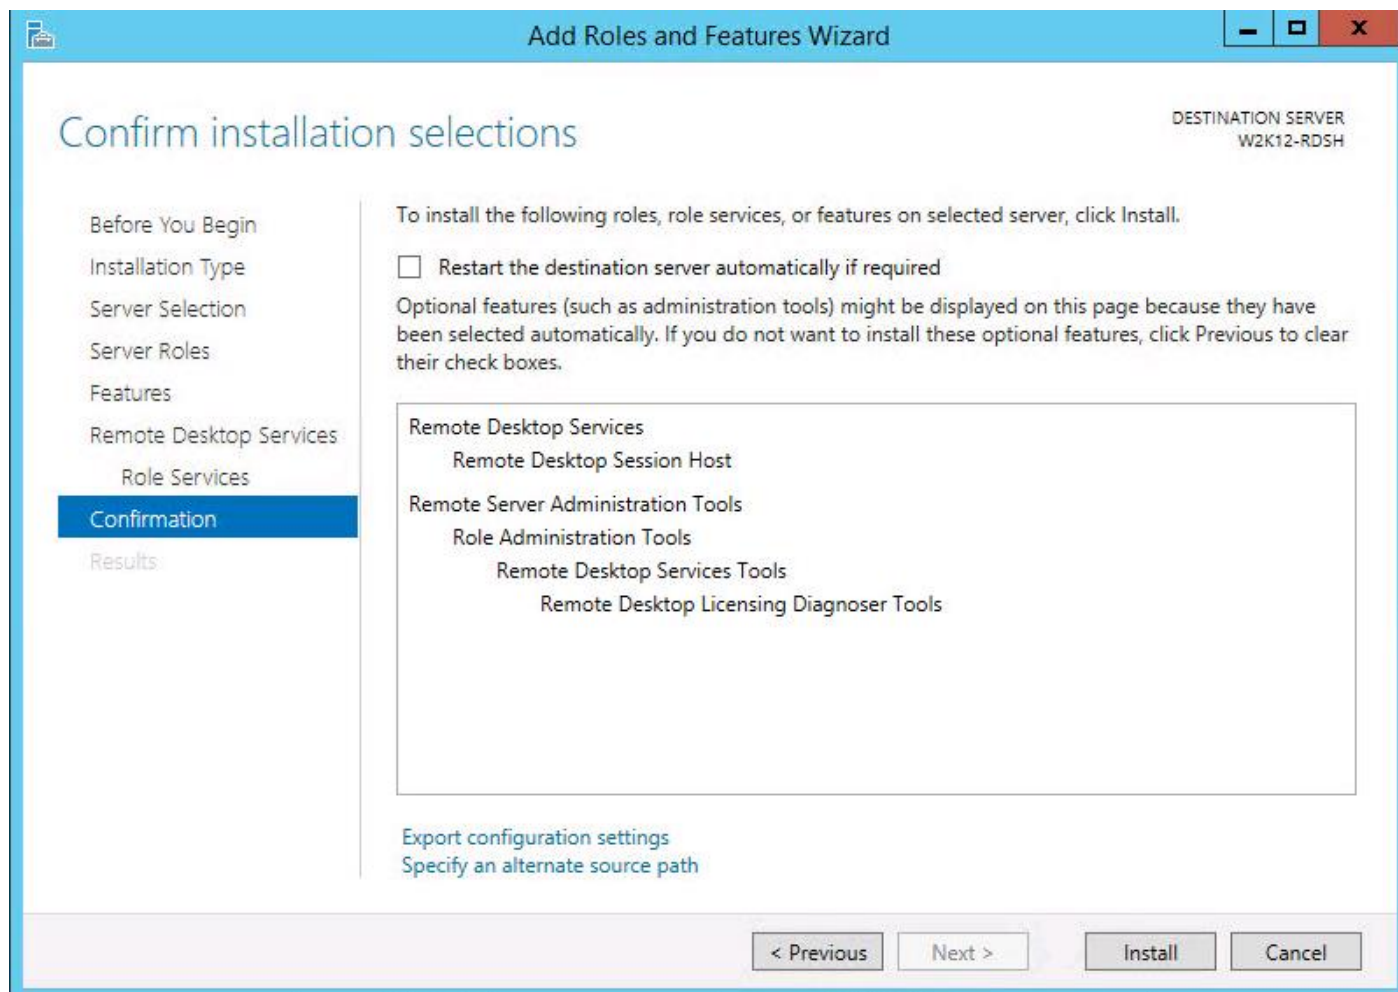 Add Roles and Features Wizard
Confirm installation selections
DESTINATION SERVER
W2K12-RDSH
Before You Begin
Installation Type
Server Selection
Server Roles
Features
Remote Desktop Services
Role Services
Confirmation
Results
To install the following roles, role services, or features on selected server, click Install.
Restart the destination server automatically if required
Optional features (such as administration tools) might be displayed on this page because they have
been selected automatically. If you do not want to install these optional features, click Previous to clear
their check boxes.
Remote Desktop Services
Remote Desktop Session Host
Remote Server Administration Tools
Role Administration Tools
Remote Desktop Services Tools
Remote Desktop Licensing Diagnoser Tools
Export configuration settings
Specify an alternate source path
< Previous
Next >
Install
Cancel